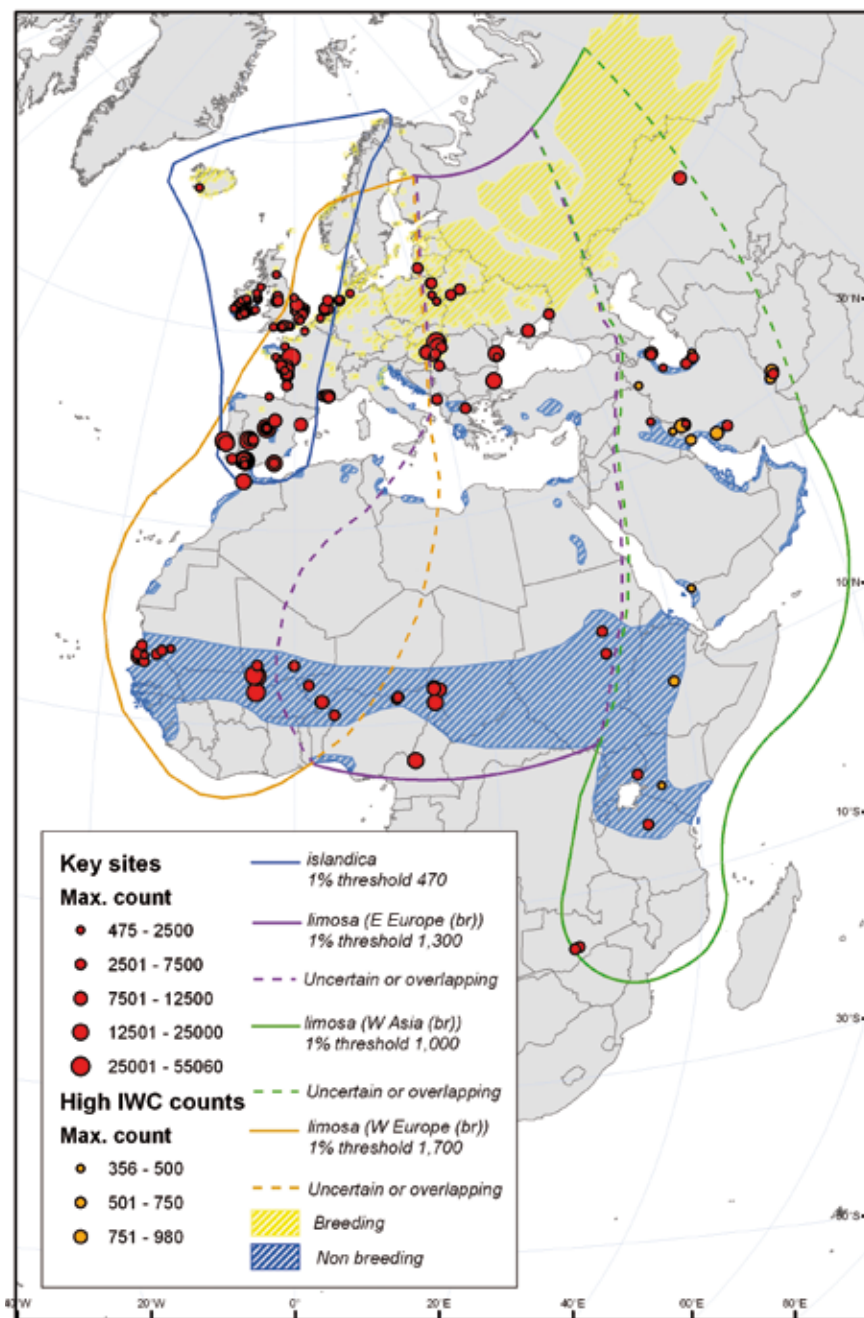 30°N
10°N
10°S
30°S
Key sites
Max. count
475 - 2500
2501 - 7500
7501 - 12500
12501 - 25000
25001 - 55060
High IWC counts
Max. count
356 - 500
501 - 750
751 - 980
islandica
1% threshold 470
limosa (E Europe (br))
1% threshold 1,300
Uncertain or overlapping
limosa (W Asia (br))
1% threshold 1,000
Uncertain or overlapping
limosa (W Europe (br))
1% threshold 1,700
Uncertain or overlapping
Breeding
Non breeding
40°W
20°W
0°
20°E
40°E
60°E
80°E